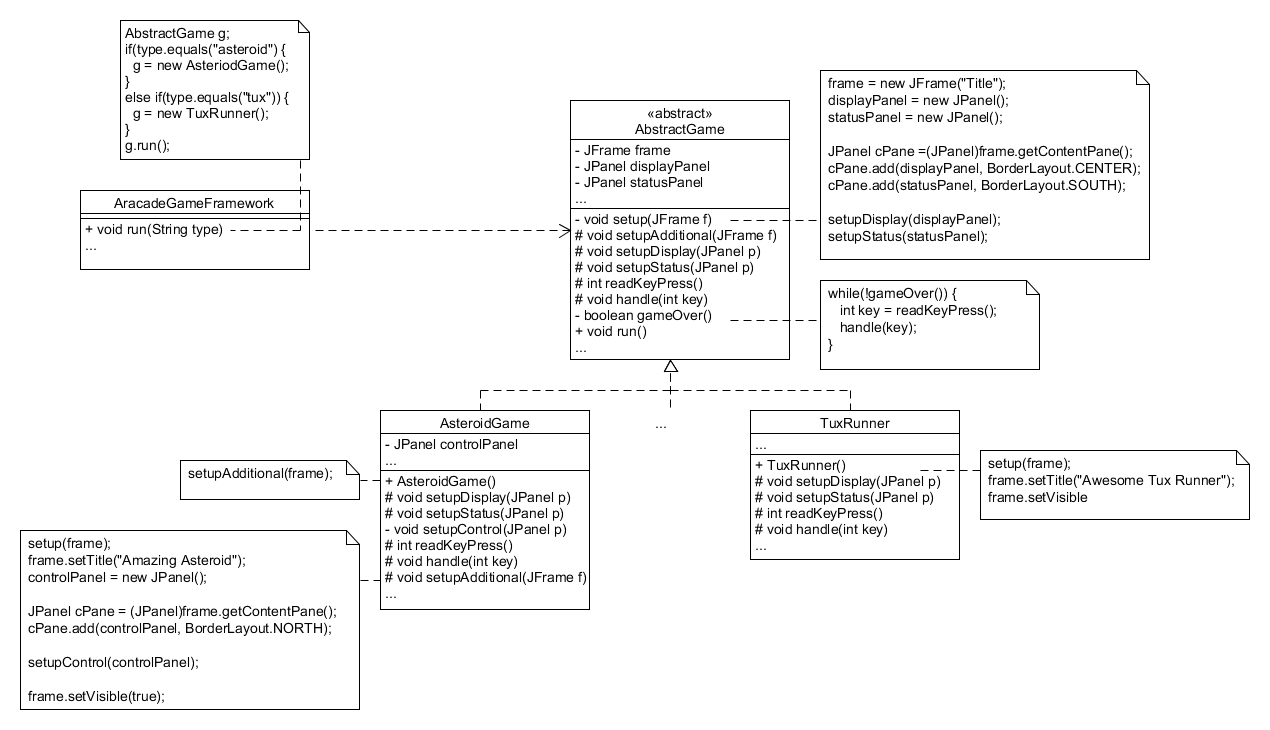 AbstractGame g;
if(type.equals("asteroid") {
g = new AsteriodGame();
}
else if(type.equals("tux")) {
g = new TuxRunner();
}
g.run();
AracadeGameFramework
+ void run(String type)
...
«abstract»
AbstractGame
- JFrame frame
- JPanel displayPanel
- JPanel statusPanel
...
- void setup(JFrame f)
# void setupAdditional(JFrame f)
# void setupDisplay(JPanel p)
# void setupStatus(JPanel p)
# int readKeyPress()
# void handle(int key)
- boolean gameOver()
+ void run()
...
frame = new JFrame("Title");
displayPanel = new JPanel();
statusPanel = new JPanel();
JPanel cPane =(JPanel)frame.getContentPane();
cPane.add(displayPanel, BorderLayout.CENTER);
cPane.add(statusPanel, BorderLayout.SOUTH);
setupDisplay(displayPanel);
setupStatus(statusPanel);
while(!gameOver()) {
int key = readKeyPress();
handle(key);
}
AsteroidGame
- JPanel controlPanel
...
+ AsteroidGame()
# void setupDisplay(JPanel p)
# void setupStatus(JPanel p)
- void setupControl(JPanel p)
# int readKeyPress()
# void handle(int key)
# void setupAdditional(JFrame f)
...
...
TuxRunner
...
+ TuxRunner()
# void setupDisplay(JPanel p)
# void setupStatus(JPanel p)
# int readKeyPress()
# void handle(int key)
...
setup(frame);
frame.setTitle("Awesome Tux Runner");
frame.setVisible
setupAdditional(frame);
setup(frame);
frame.setTitle("Amazing Asteroid");
controlPanel = new JPanel();
JPanel cPane = (JPanel)frame.getContentPane();
cPane.add(controlPanel, BorderLayout.NORTH);
setupControl(controlPanel);
frame.setVisible(true);